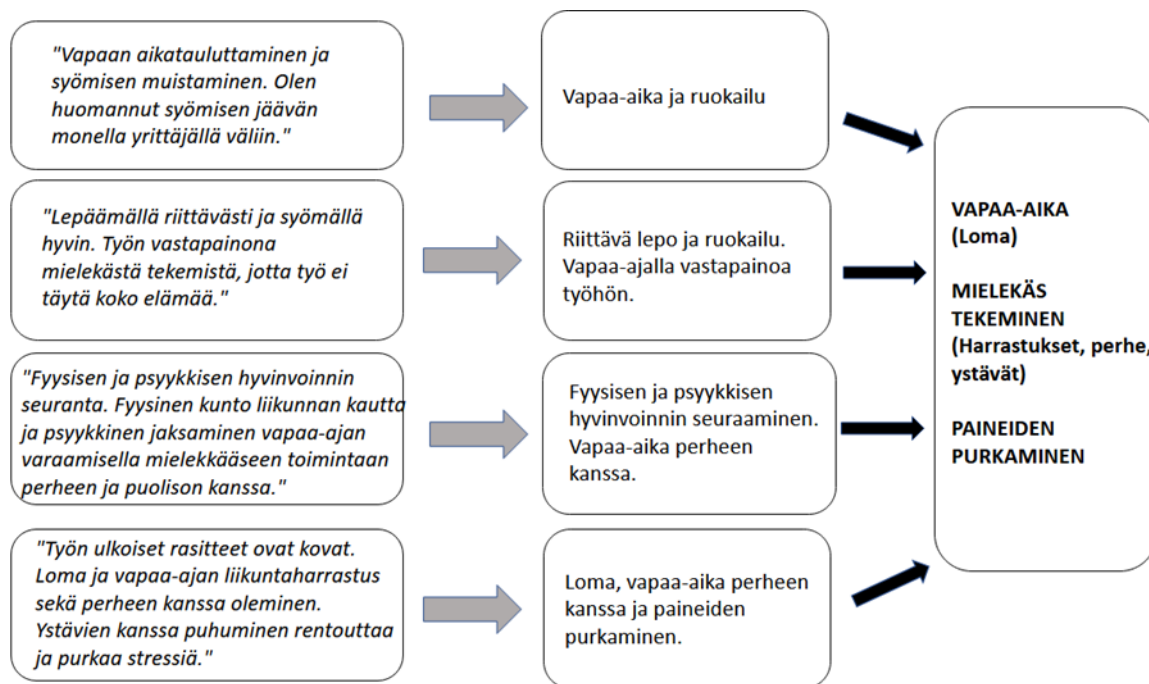 "Vapaan aikatauluttaminen ja
syömisen muistaminen. Olen
huomannut syömisen jäävän
monella yrittäjällä väliin."
Vapaa-aika ja ruokailu
"Lepäämällä riittävästi ja syömällä
hyvin. Työn vastapainona
mielekästä tekemistä, jotta työ ei
täytä koko elämää."
Riittävä lepo ja ruokailu.
Vapaa-ajalla vastapainoa
työhön.
"Fyysisen ja psyykkisen hyvinvoinnin
seuranta. Fyysinen kunto liikunnan kautta
ja psyykkinen jaksaminen vapaa-ajan
varaamisella mielekkääseen toimintaan
perheen ja puolison kanssa."
Fyysisen ja psyykkisen
hyvinvoinnin seuraaminen.
Vapaa-aika perheen
kanssa.
"Työn ulkoiset rasitteet ovat kovat.
Loma ja vapaa-ajan liikuntaharrastus
sekä perheen kanssa oleminen.
Ystävien kanssa puhuminen rentouttaa
ja purkaa stressiä."
Loma, vapaa-aika perheen
kanssa ja paineiden
purkaminen.
VAPAA-AIKA
(Loma)
MIELEKÄS
TEKEMINEN
(Harrastukset, perhe,
ystävät)
PAINEIDEN
PURKAMINEN